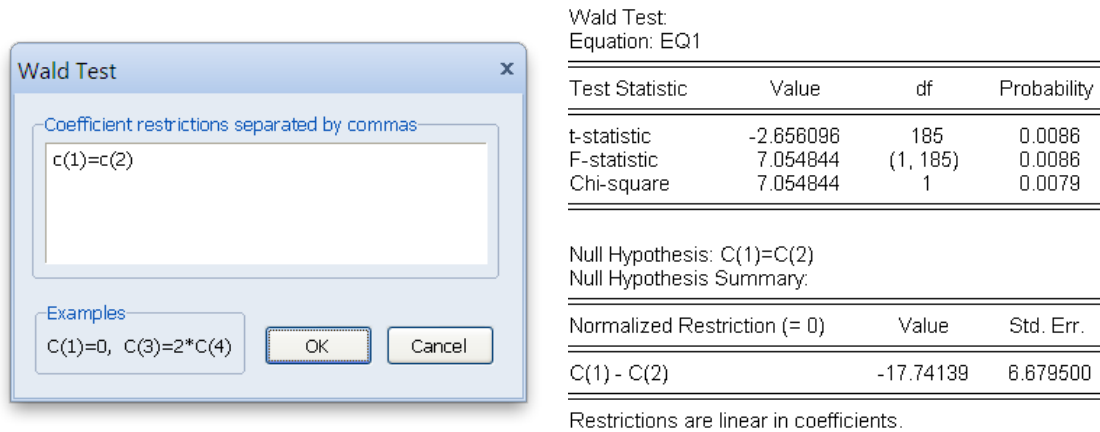 Wald Test
x
Coefficient restrictions separated by commas
c(1)=c(2)
Examples
C(1)=0, C(3)=2*C(4)
OK
Cancel
Wald Test:
Equation: EQ1
Test Statistic Value df Probability
t-statistic -2.656096 185 0.0086
F-statistic 7.054844 (1, 185) 0.0086
Chi-square 7.054844 1 0.0079
Null Hypothesis: C(1)=C(2)
Null Hypothesis Summary:
Normalized Restriction (= 0) Value Std. Err.
C(1) - C(2) -17.74139 6.679500
Restrictions are linear in coefficients.